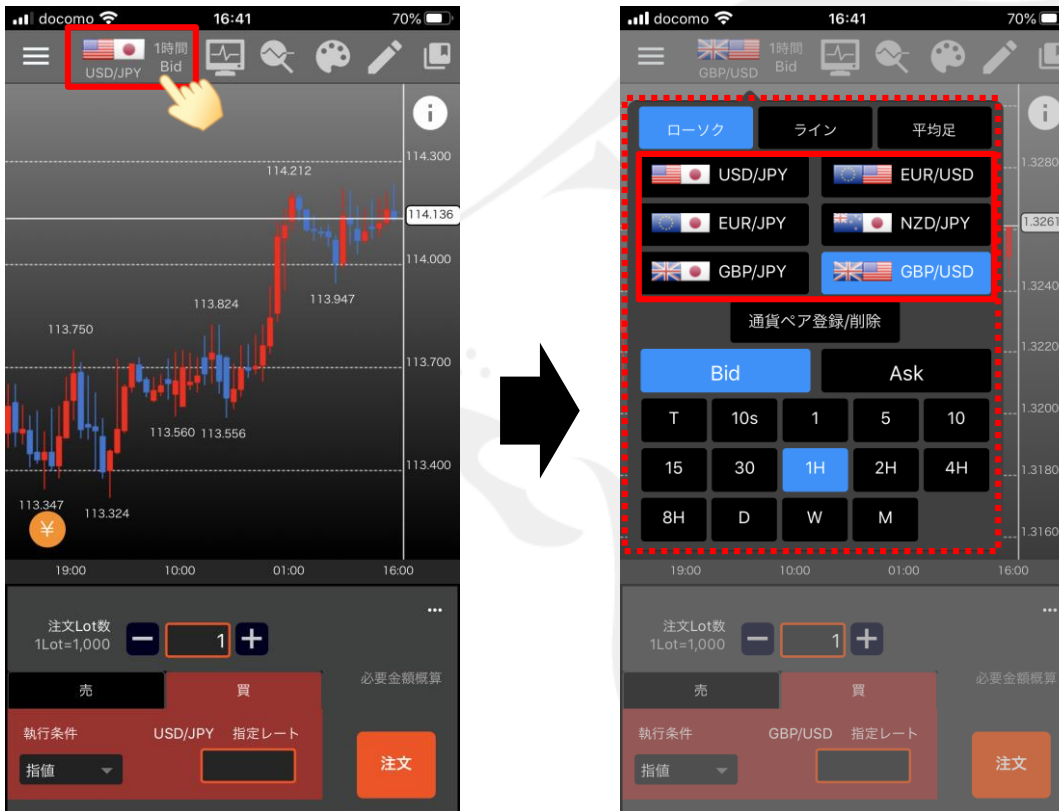 docomo 16:41 70%
USD/JPY 1時間 Bid
i
114.300
114.212
114.136
114.000
113.947
113.824
113.750
113.700
113.560 113.556
113.400
113.347
113.324
¥
19:00 10:00 01:00 16:00
...
注文Lot数
1Lot=1,000
1
売 買
必要金額概算
執行条件 USD/JPY 指定レート
指値
注文
docomo 16:41 70%
GBP/USD 1時間 Bid
i
ローソク ライン 平均足
USD/JPY EUR/USD
EUR/JPY NZD/JPY
GBP/JPY GBP/USD
通貨ペア登録/削除
Bid Ask
T 10s 1 5 10
15 30 1H 2H 4H
8H D W M
1.3280
1.3261
1.3240
1.3220
1.3200
1.3180
1.3160
19:00 10:00 01:00 16:00
...
注文Lot数
1Lot=1,000
1
売 買
必要金額概算
執行条件 GBP/USD 指定レート
指値
注文